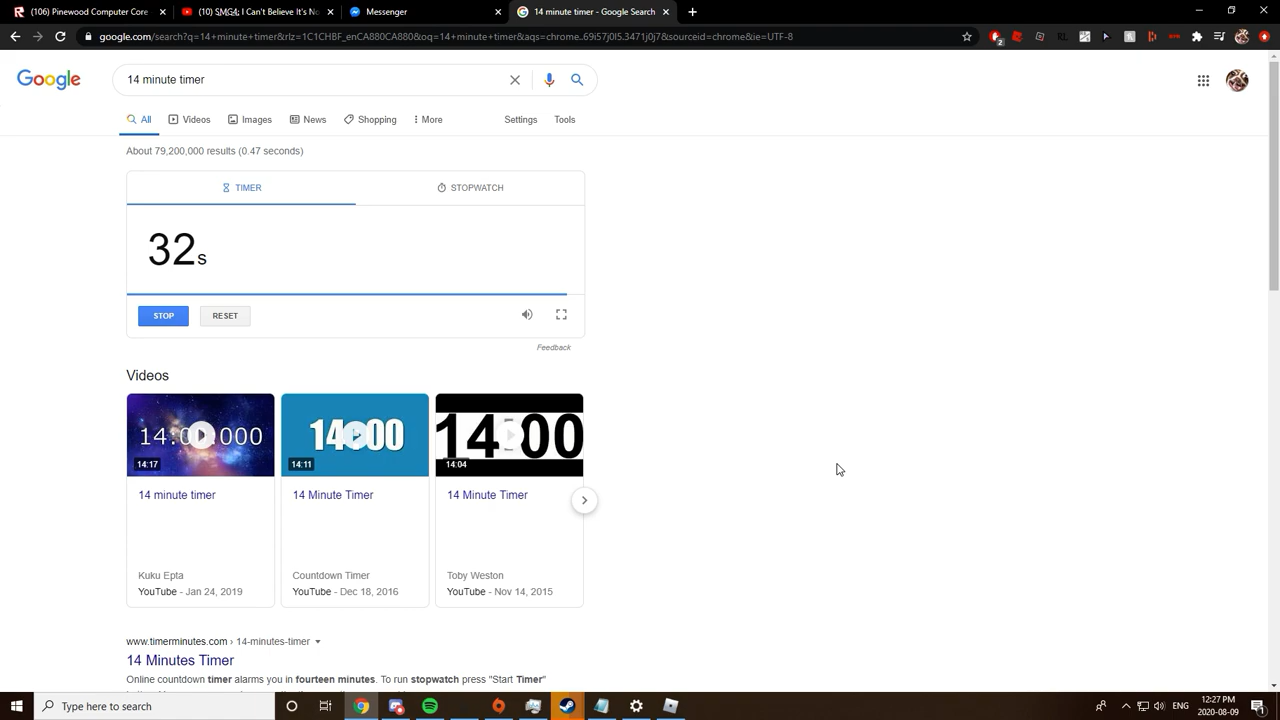 (106) Pinewood Computer Core
(10) SMG4: I Can't Believe It's No
Messenger
14 minute timer - Google Search
google.com/search?q=14+minute+timer&rlz=1C1CHBF_enCA880CA880&oq=14+minute+timer&aqs=chrome..69i57j0l5.3471j0j7&sourceid=chrome&ie=UTF-8
2
Google
14 minute timer
All
Videos
Images
News
Shopping
More
Settings
Tools
About 79,200,000 results (0.47 seconds)
TIMER
STOPWATCH
32s
STOP
RESET
Feedback
Videos
14:17
14:00
14:11
14:00
14:04
14 minute timer
14 Minute Timer
14 Minute Timer
Kuku Epta
Countdown Timer
Toby Weston
YouTube - Jan 24, 2019
YouTube - Dec 18, 2016
YouTube - Nov 14, 2015
www.timerminutes.com › 14-minutes-timer
14 Minutes Timer
Online countdown timer alarms you in fourteen minutes. To run stopwatch press "Start Timer"
Type here to search
ENG
12:27 PM
2020-08-09
1